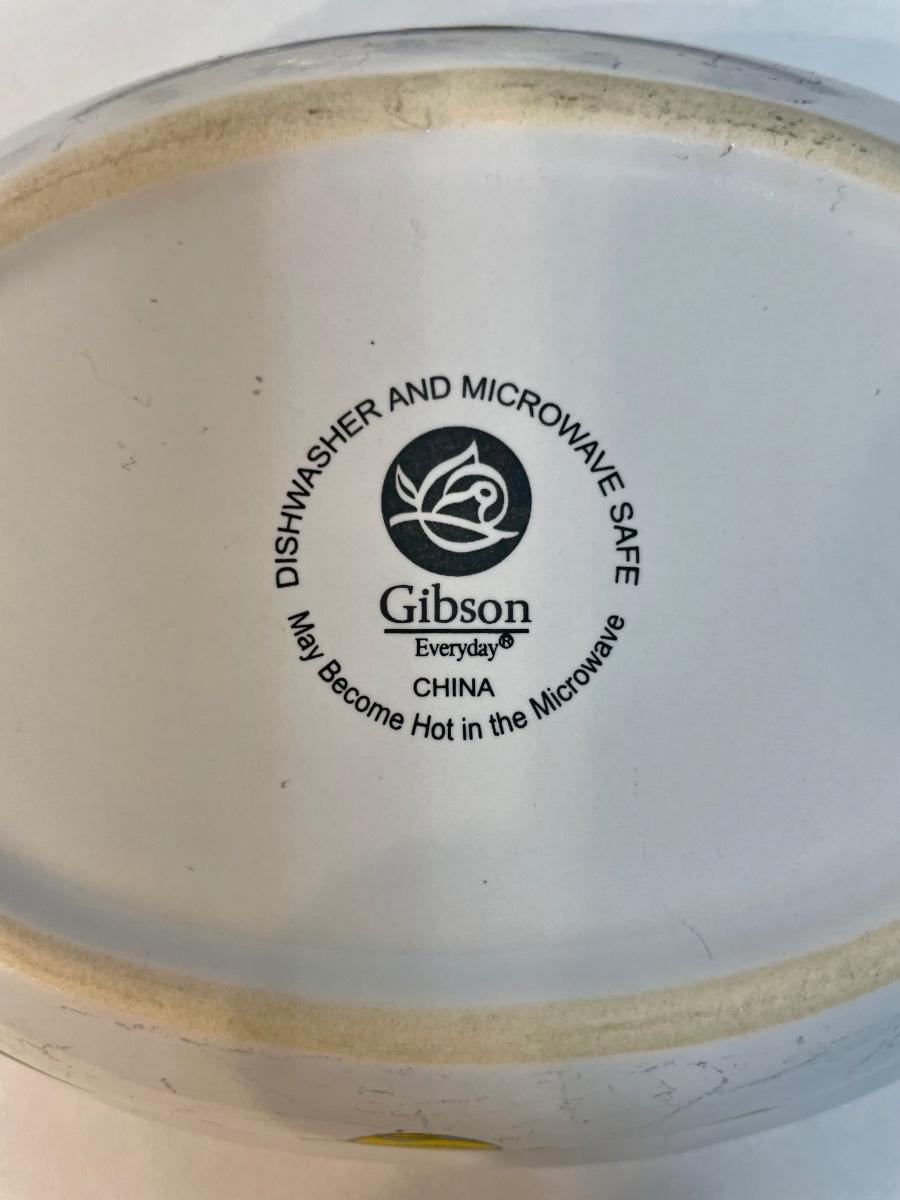 DISHWASHER AND MICROWAVE SAFE
Gibson
Everyday®
CHINA
May Become Hot in the Microwave